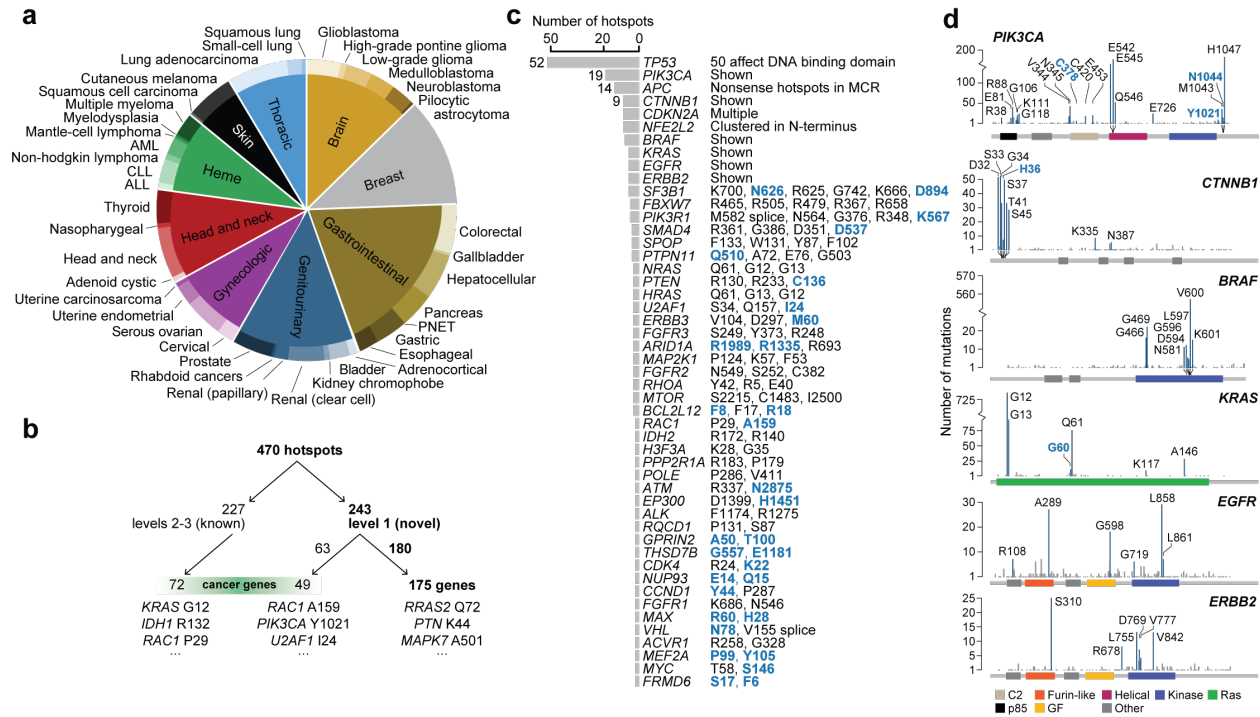 a
Squamous lung
Small-cell lung
Lung adenocarcinoma
Cutaneous melanoma
Squamous cell carcinoma
Multiple myeloma
Myelodysplasia
Mantle-cell lymphoma
AML
Non-hodgkin lymphoma
CLL
ALL
Thyroid
Nasopharyngeal
Head and neck
Adenoid cystic
Uterine carcinosarcoma
Uterine endometrial
Serous ovarian
Cervical
Prostate
Rhabdoid cancers
Renal (papillary)
Renal (clear cell)
Kidney chromophobe
Bladder
Adrenocortical
Esophageal
Gastric
PNET
Pancreas
Hepatocellular
Gallbladder
Colorectal
Glioblastoma
High-grade pontine glioma
Low-grade glioma
Medulloblastoma
Neuroblastoma
Pilocytic
astrocytoma
Thoracic
Brain
Skin
Breast
Heme
Head and neck
Gastrointestinal
Gynecologic
Genitourinary
b
470 hotspots
227
levels 2-3 (known)
243
level 1 (novel)
63
180
72 cancer genes 49
175 genes
KRAS G12
IDH1 R132
RAC1 P29
...
RAC1 A159
PIK3CA Y1021
U2AF1 I24
...
RRAS2 Q72
PTN K44
MAPK7 A501
...
c
Number of hotspots
50 20 0
52 TP53 50 affect DNA binding domain
19 PIK3CA Shown
14 APC Nonsense hotspots in MCR
9 CTNNB1 Shown
CDKN2A Multiple
NFE2L2 Clustered in N-terminus
BRAF Shown
KRAS Shown
EGFR Shown
ERBB2 Shown
SF3B1 K700, N626, R625, G742, K666, D894
FBXW7 R465, R505, R479, R367, R658
PIK3R1 M582 splice, N564, G376, R348, K567
SMAD4 R361, G386, D351, D537
SPOP F133, W131, Y87, F102
PTPN11 Q510, A72, E76, G503
NRAS Q61, G12, G13
PTEN R130, R233, C136
HRAS Q61, G13, G12
U2AF1 S34, Q157, I24
ERBB3 V104, D297, M60
FGFR3 S249, Y373, R248
ARID1A R1989, R1335, R693
MAP2K1 P124, K57, F53
FGFR2 N549, S252, C382
RHOA Y42, R5, E40
MTOR S2215, C1483, I2500
BCL2L12 F8, F17, R18
RAC1 P29, A159
IDH2 R172, R140
H3F3A K28, G35
PPP2R1A R183, P179
POLE P286, V411
ATM R337, N2875
EP300 D1399, H1451
ALK F1174, R1275
RQCD1 P131, S87
GPRIN2 A50, T100
THSD7B G557, E1181
CDK4 R24, K22
NUP93 E14, Q15
CCND1 Y44, P287
FGFR1 K686, N546
MAX R60, H28
VHL N78, V155 splice
ACVR1 R258, G328
MEF2A P99, Y105
MYC T58, S146
FRMD6 S17, F6
d
Number of mutations
PIK3CA
200
100
50
1
R88
E81
R38
G106
K111
G118
V344
N345
C378
C420
E453
E542
E545
Q546
E726
H1047
N1044
M1043
Y1021
CTNNB1
50
40
30
20
10
1
D32
S33
G34
H36
S37
T41
S45
K335
N387
BRAF
570
560
20
10
1
G469
G466
V600
L597
G596
D594
N581
K601
KRAS
725
75
50
25
1
G12
G13
Q61
G60
K117
A146
EGFR
30
20
10
1
R108
A289
G598
G719
L858
L861
ERBB2
25
15
5
1
S310
D769
V777
L755
R678
V842
C2 Furin-like Helical Kinase Ras
p85 GF Other